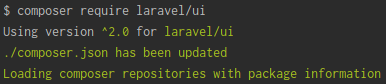 $ composer require laravel/ui
Using version ^2.0 for laravel/ui
./composer.json has been updated
Loading composer repositories with package information